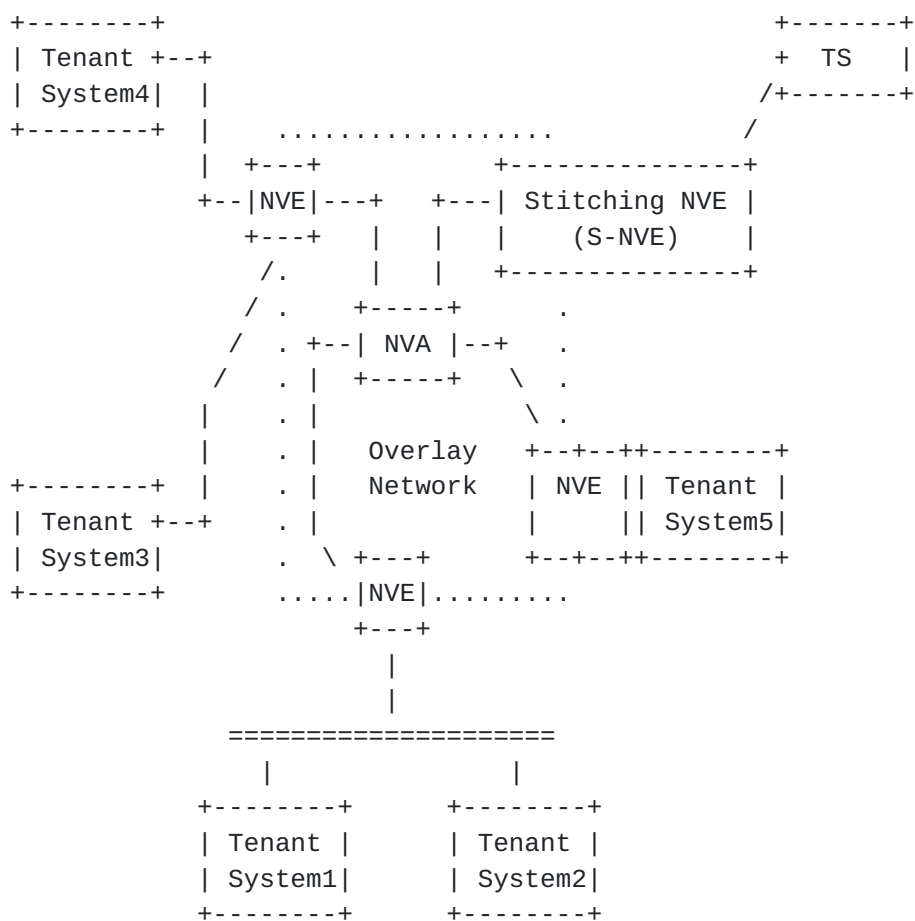 +--------+                                       +-------+
| Tenant +--+                                    +  TS   |
| System4|  |                                   /+-------+
+--------+  |    ..................            /
            |  +---+           +---------------+
            +--|NVE|---+   +---| Stitching NVE |
               +---+   |   |   |    (S-NVE)    |
                /.     |   |   +---------------+
               / .    +-----+       .
              /  . +--| NVA |--+    .
             /   . |  +-----+   \  .
            |    . |             \ .
            |    . |   Overlay   +--+--++--------+
+--------+  |    . |   Network   | NVE || Tenant |
| Tenant +--+    . |             |     || System5|
| System3|       .  \ +---+      +--+--++--------+
+--------+       .....|NVE|.........
                      +---+
                        |
                        |
              =====================
                |               |
            +--------+      +--------+
            | Tenant |      | Tenant |
            | System1|      | System2|
            +--------+      +--------+